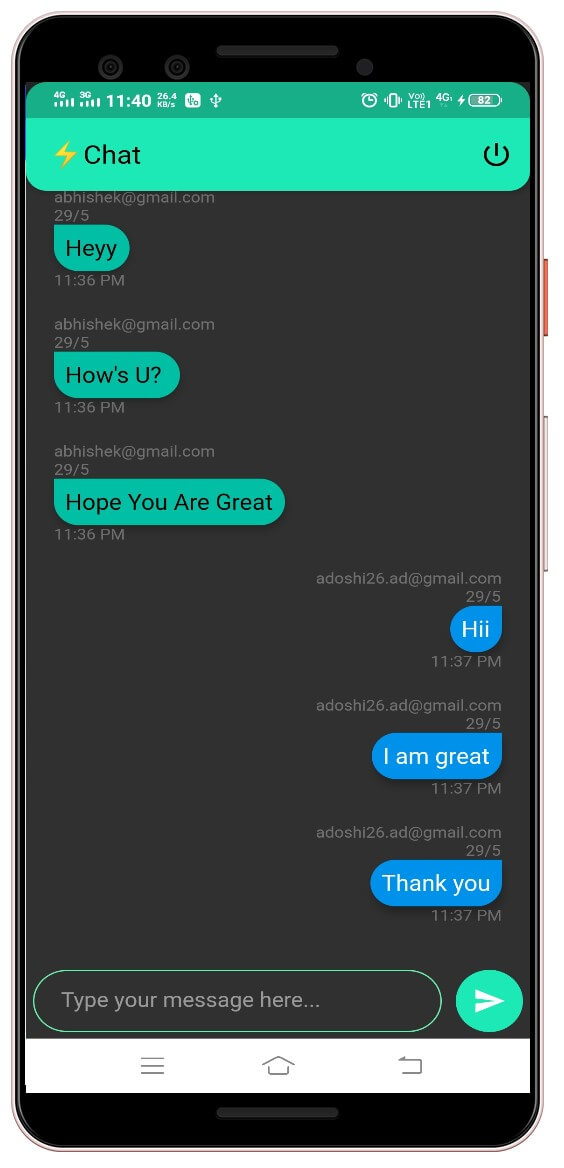 4G 3G 11:40 26.4 KB/s Vo)) LTE1 4G 82
⚡Chat
abhishek@gmail.com
29/5
Heyy
11:36 PM
abhishek@gmail.com
29/5
How's U?
11:36 PM
abhishek@gmail.com
29/5
Hope You Are Great
11:36 PM
adoshi26.ad@gmail.com
29/5
Hii
11:37 PM
adoshi26.ad@gmail.com
29/5
I am great
11:37 PM
adoshi26.ad@gmail.com
29/5
Thank you
11:37 PM
Type your message here...